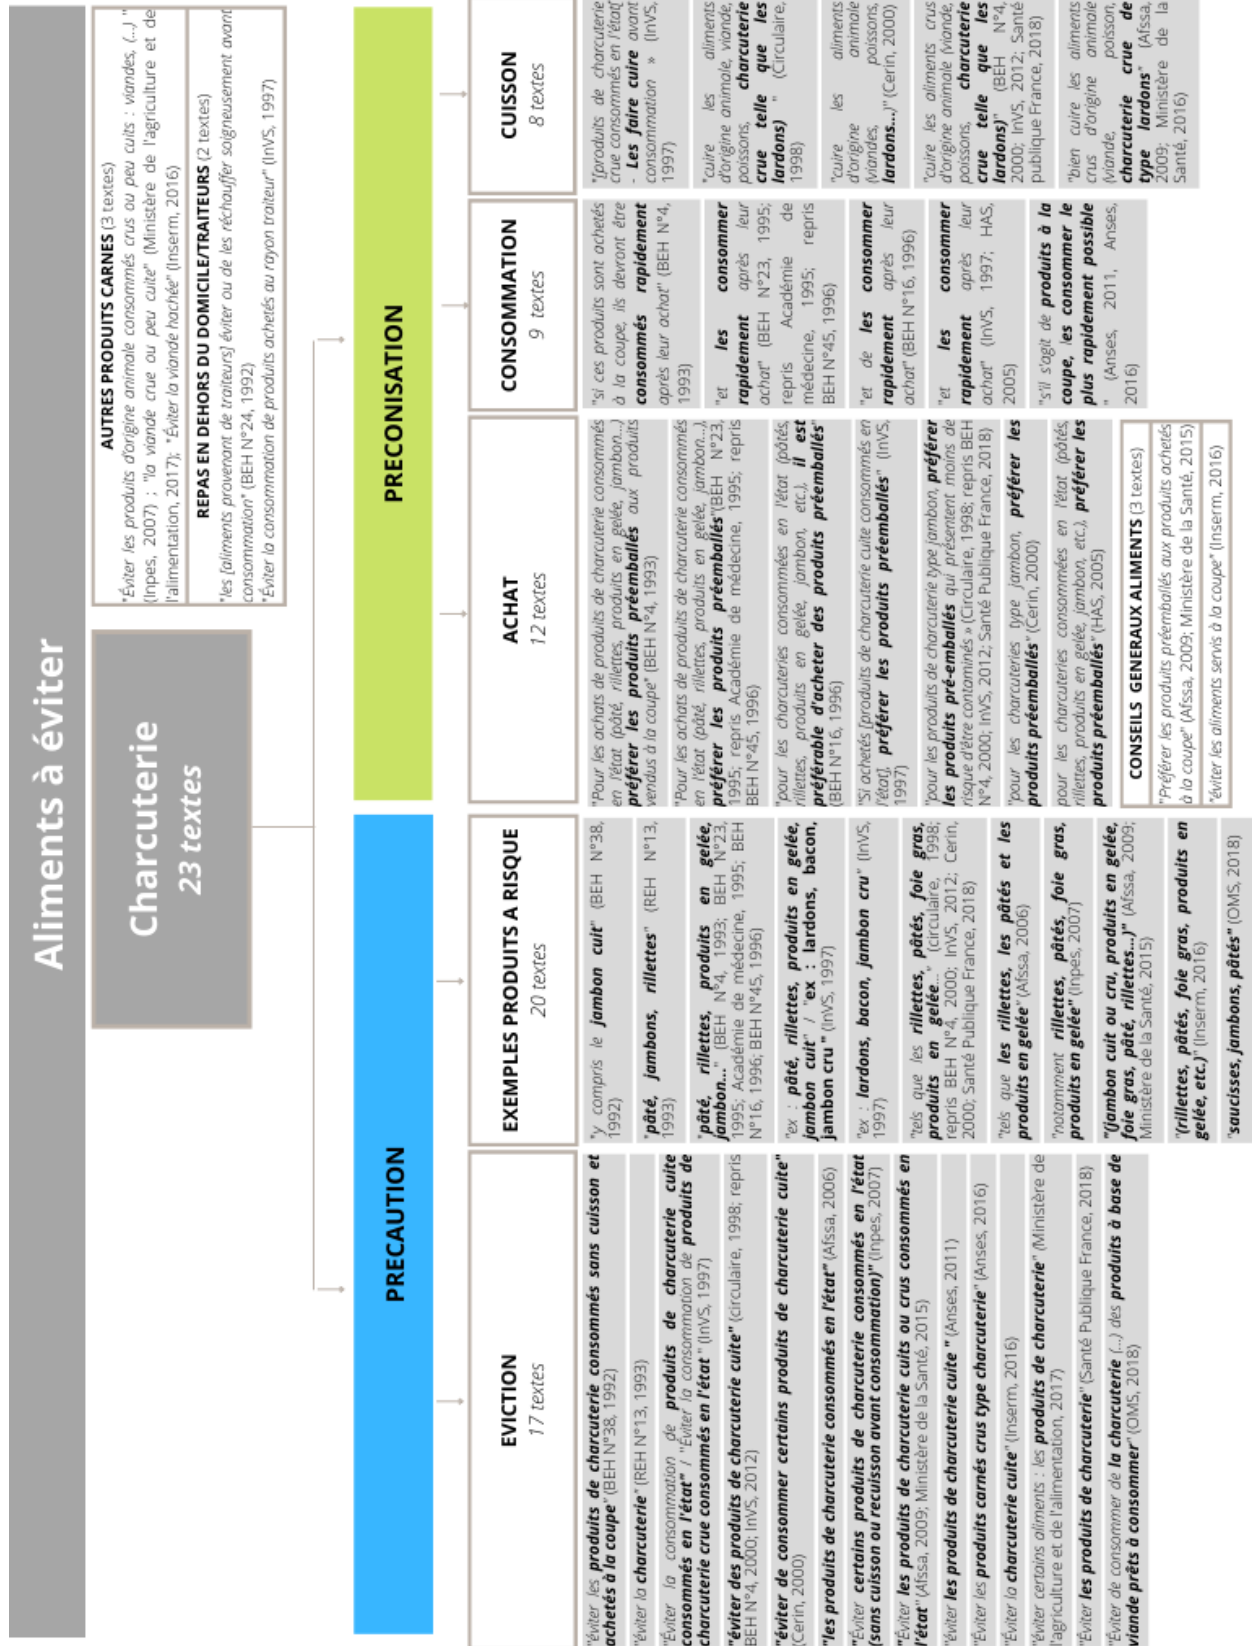 Aliments à éviter
Charcuterie
23 textes
AUTRES PRODUITS CARNES (3 textes)
"Éviter les produits d'origine animale consommés crus ou peu cuits : viandes, (...) "
(Inpes, 2007) ; "la viande crue ou peu cuite" (Ministère de l'agriculture et de
l'alimentation, 2017); "Éviter la viande hachée" (Inserm, 2016)
REPAS EN DEHORS DU DOMICILE/TRAITEURS (2 textes)
"les [aliments provenant de traiteurs] éviter ou de les réchauffer soigneusement avant
consommation" (BEH N°24, 1992)
"Éviter la consommation de produits achetés au rayon traiteur" (InVS, 1997)
PRECAUTION
PRECONISATION
EVICTION
17 textes
"éviter les produits de charcuterie consommés sans cuisson et
achetés à la coupe" (BEH N°38, 1992)
"éviter la charcuterie" (REH N°13, 1993)
"Éviter la consommation de produits de charcuterie cuite
consommés en l'état" / "Éviter la consommation de produits de
charcuterie crue consommés en l'état " (InVS, 1997)
"éviter des produits de charcuterie cuite" (circulaire, 1998; repris
BEH N°4, 2000; InVS, 2012)
"éviter de consommer certains produits de charcuterie cuite"
(Cerin, 2000)
"les produits de charcuterie consommés en l'état" (Afssa, 2006)
"Éviter certains produits de charcuterie consommés en l'état
(sans cuisson ou recuisson avant consommation)" (Inpes, 2007)
"Éviter les produits de charcuterie cuits ou crus consommés en
l'état" (Afssa, 2009; Ministère de la Santé, 2015)
"éviter les produits de charcuterie cuite " (Anses, 2011)
"Éviter les produits carnés crus type charcuterie" (Anses, 2016)
"Éviter la charcuterie cuite" (Inserm, 2016)
"éviter certains aliments : les produits de charcuterie" (Ministère de
l'agriculture et de l'alimentation, 2017)
"Éviter les produits de charcuterie" (Santé Publique France, 2018)
"Éviter de consommer de la charcuterie (...) des produits à base de
viande prêts à consommer" (OMS, 2018)
EXEMPLES PRODUITS A RISQUE
20 textes
"y compris le jambon cuit" (BEH N°38,
1992)
"pâté, jambons, rillettes" (REH N°13,
1993)
"pâté, rillettes, produits en gelée,
jambon..." (BEH N°4, 1993; BEH N°23,
1995; Académie de médecine, 1995; BEH
N°16, 1996; BEH N°45, 1996)
"ex : pâté, rillettes, produits en gelée,
jambon cuit" / "ex : lardons, bacon,
jambon cru " (InVS, 1997)
"ex : lardons, bacon, jambon cru" (InVS,
1997)
"tels que les rillettes, pâtés, foie gras,
produits en gelée..." (circulaire, 1998;
repris BEH N°4, 2000; InVS, 2012; Cerin,
2000; Santé Publique France, 2018)
"tels que les rillettes, les pâtés et les
produits en gelée" (Afssa, 2006)
"notamment rillettes, pâtés, foie gras,
produits en gelée" (Inpes, 2007)
"(jambon cuit ou cru, produits en gelée,
foie gras, pâté, rillettes...)" (Afssa, 2009;
Ministère de la Santé, 2015)
"(rillettes, pâtés, foie gras, produits en
gelée, etc.)" (Inserm, 2016)
"saucisses, jambons, pâtés" (OMS, 2018)
ACHAT
12 textes
"Pour les achats de produits de charcuterie consommés
en l'état (pâté, rillettes, produits en gelée, jambon...)
préférer les produits préemballés aux produits
vendus à la coupe" (BEH N°4, 1993)
"Pour les achats de produits de charcuterie consommés
en l'état (pâté, rillettes, produits en gelée, jambon...),
préférer les produits préemballés"(BEH N°23,
1995; repris Académie de médecine, 1995; repris
BEH N°45, 1996)
"pour les charcuteries consommées en l'état (pâtés,
rillettes, produits en gelée, jambon, etc.), il est
préférable d'acheter des produits préemballés"
(BEH N°16, 1996)
"Si achetés [produits de charcuterie cuite consommés en
l'état], préférer les produits préemballés" (InVS,
1997)
"pour les produits de charcuterie type jambon, préférer
les produits pré-emballés qui présentent moins de
risque d'être contaminés » (Circulaire, 1998; repris BEH
N°4, 2000; InVS, 2012; Santé Publique France, 2018)
"pour les charcuteries type jambon, préférer les
produits préemballés" (Cerin, 2000)
pour les charcuteries consommées en l'état (pâtés,
rillettes, produits en gelée, jambon, etc.), préférer les
produits préemballés" (HAS, 2005)
CONSEILS GENERAUX ALIMENTS (3 textes)
"Préférer les produits préemballés aux produits achetés
à la coupe" (Afssa, 2009; Ministère de la Santé, 2015)
"éviter les aliments servis à la coupe" (Inserm, 2016)
CONSOMMATION
9 textes
"si ces produits sont achetés
à la coupe, ils devront être
consommés rapidement
après leur achat" (BEH N°4,
1993)
"et les consommer
rapidement après leur
achat" (BEH N°23, 1995;
repris Académie de
médecine, 1995; repris
BEH N°45, 1996)
"et de les consommer
rapidement après leur
achat" (BEH N°16, 1996)
"et les consommer
rapidement après leur
achat" (InVS, 1997; HAS,
2005)
"s'il s'agit de produits à la
coupe, les consommer le
plus rapidement possible
" (Anses, 2011, Anses,
2016)
CUISSON
8 textes
"[produits de charcuterie
crue consommés en l'état]
- Les faire cuire avant
consommation » (InVS,
1997)
"cuire les aliments
d'origine animale, viande,
poissons, charcuterie
crue telle que les
lardons) " (Circulaire,
1998)
"cuire les aliments
d'origine animale
(viandes, poissons,
lardons...)" (Cerin, 2000)
"cuire les aliments crus
d'origine animale (viande,
poissons, charcuterie
crue telle que les
lardons)" (BEH N°4,
2000; InVS, 2012; Santé
publique France, 2018)
"bien cuire les aliments
crus d'origine animale
(viande, poisson,
charcuterie crue de
type lardons" (Afssa,
2009; Ministère de la
Santé, 2016)